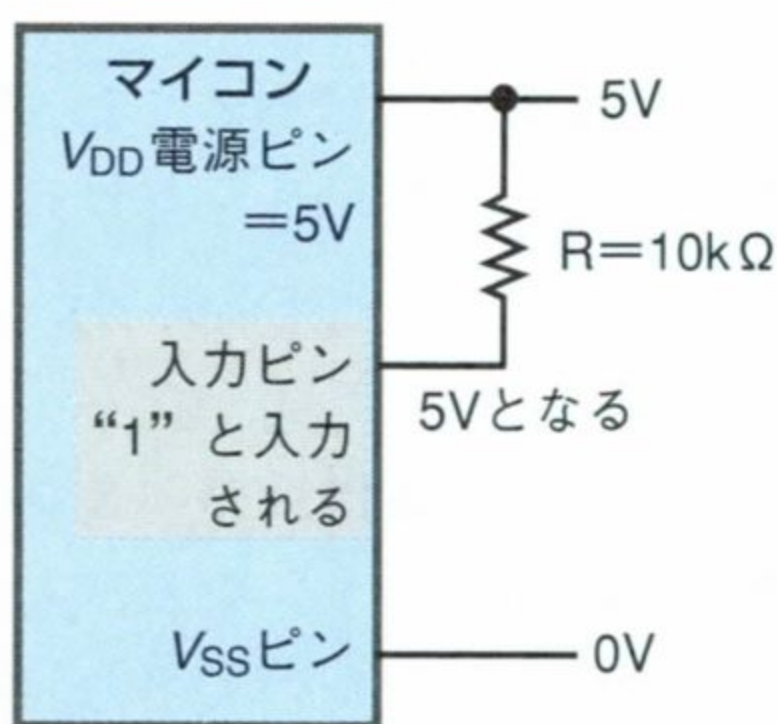 マイコン
VDD電源ピン
=5V
入力ピン
“1” と入力
される
VSSピン
5V
R=10kΩ
5Vとなる
0V